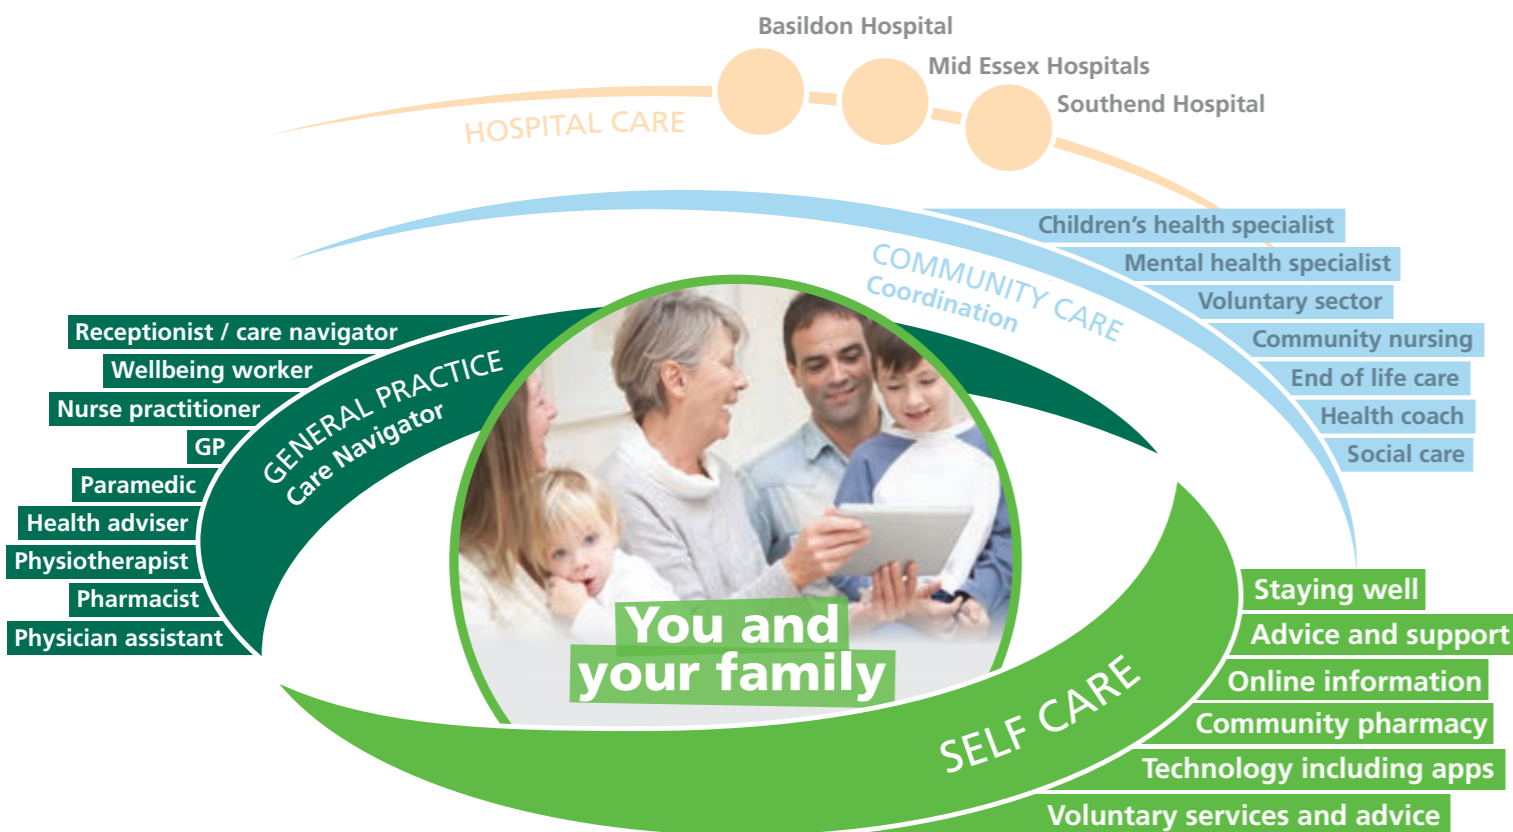 Basildon Hospital
Mid Essex Hospitals
Southend Hospital
HOSPITAL CARE
Children’s health specialist
Mental health specialist
Voluntary sector
Community nursing
End of life care
Health coach
Social care
COMMUNITY CARE
Coordination
Receptionist / care navigator
Wellbeing worker
Nurse practitioner
GP
Paramedic
Health adviser
Physiotherapist
Pharmacist
Physician assistant
GENERAL PRACTICE
Care Navigator
You and
your family
SELF CARE
Staying well
Advice and support
Online information
Community pharmacy
Technology including apps
Voluntary services and advice